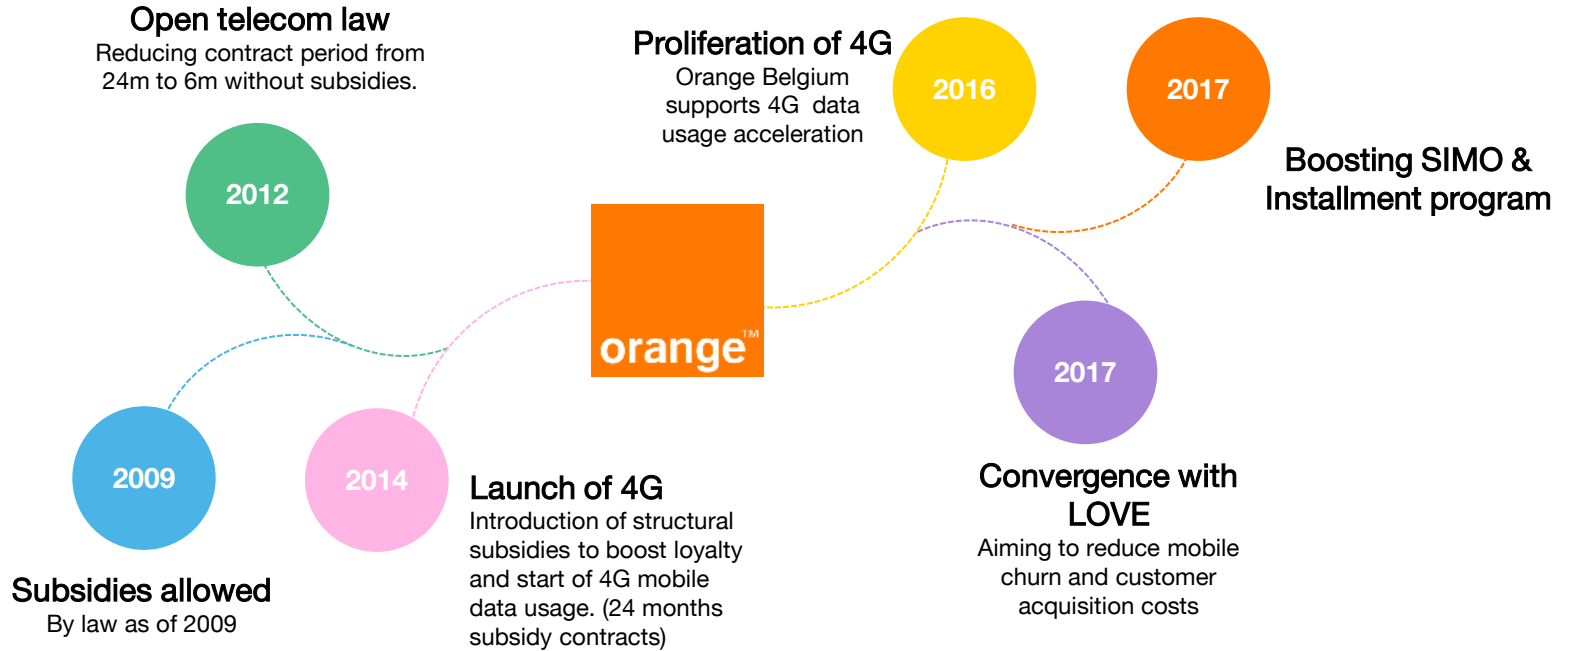 Open telecom law
Reducing contract period from
24m to 6m without subsidies.
2012
2009
Subsidies allowed
By law as of 2009
2014
Launch of 4G
Introduction of structural
subsidies to boost loyalty
and start of 4G mobile
data usage. (24 months
subsidy contracts)
orange™
Proliferation of 4G
Orange Belgium
supports 4G data
usage acceleration
2016
2017
Convergence with
LOVE
Aiming to reduce mobile
churn and customer
acquisition costs
2017
Boosting SIMO &
Installment program